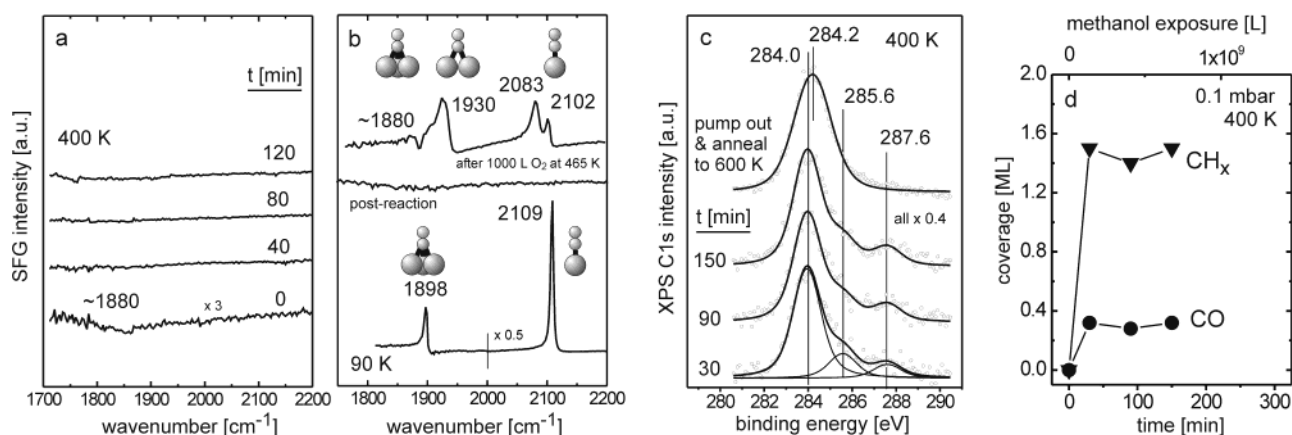 a
t [min]
400 K
120
80
40
~1880
x 3
0
SFG intensity [a.u.]
1700 1800 1900 2000 2100 2200
wavenumber [cm-1]
b
~1880
1930
2083
2102
after 1000 L O2 at 465 K
post-reaction
2109
1898
x 0.5
90 K
1800 1900 2000 2100 2200
wavenumber [cm-1]
c
284.2
400 K
284.0
285.6
287.6
pump out
& anneal
to 600 K
all x 0.4
t [min]
150
90
30
XPS C1s intensity [a.u.]
280 282 284 286 288 290
binding energy [eV]
methanol exposure [L]
0
1x10^9
2.0
1.6
1.2
0.8
0.4
0.0
d
0.1 mbar
400 K
CHx
CO
coverage [ML]
0 100 200 300
time [min]